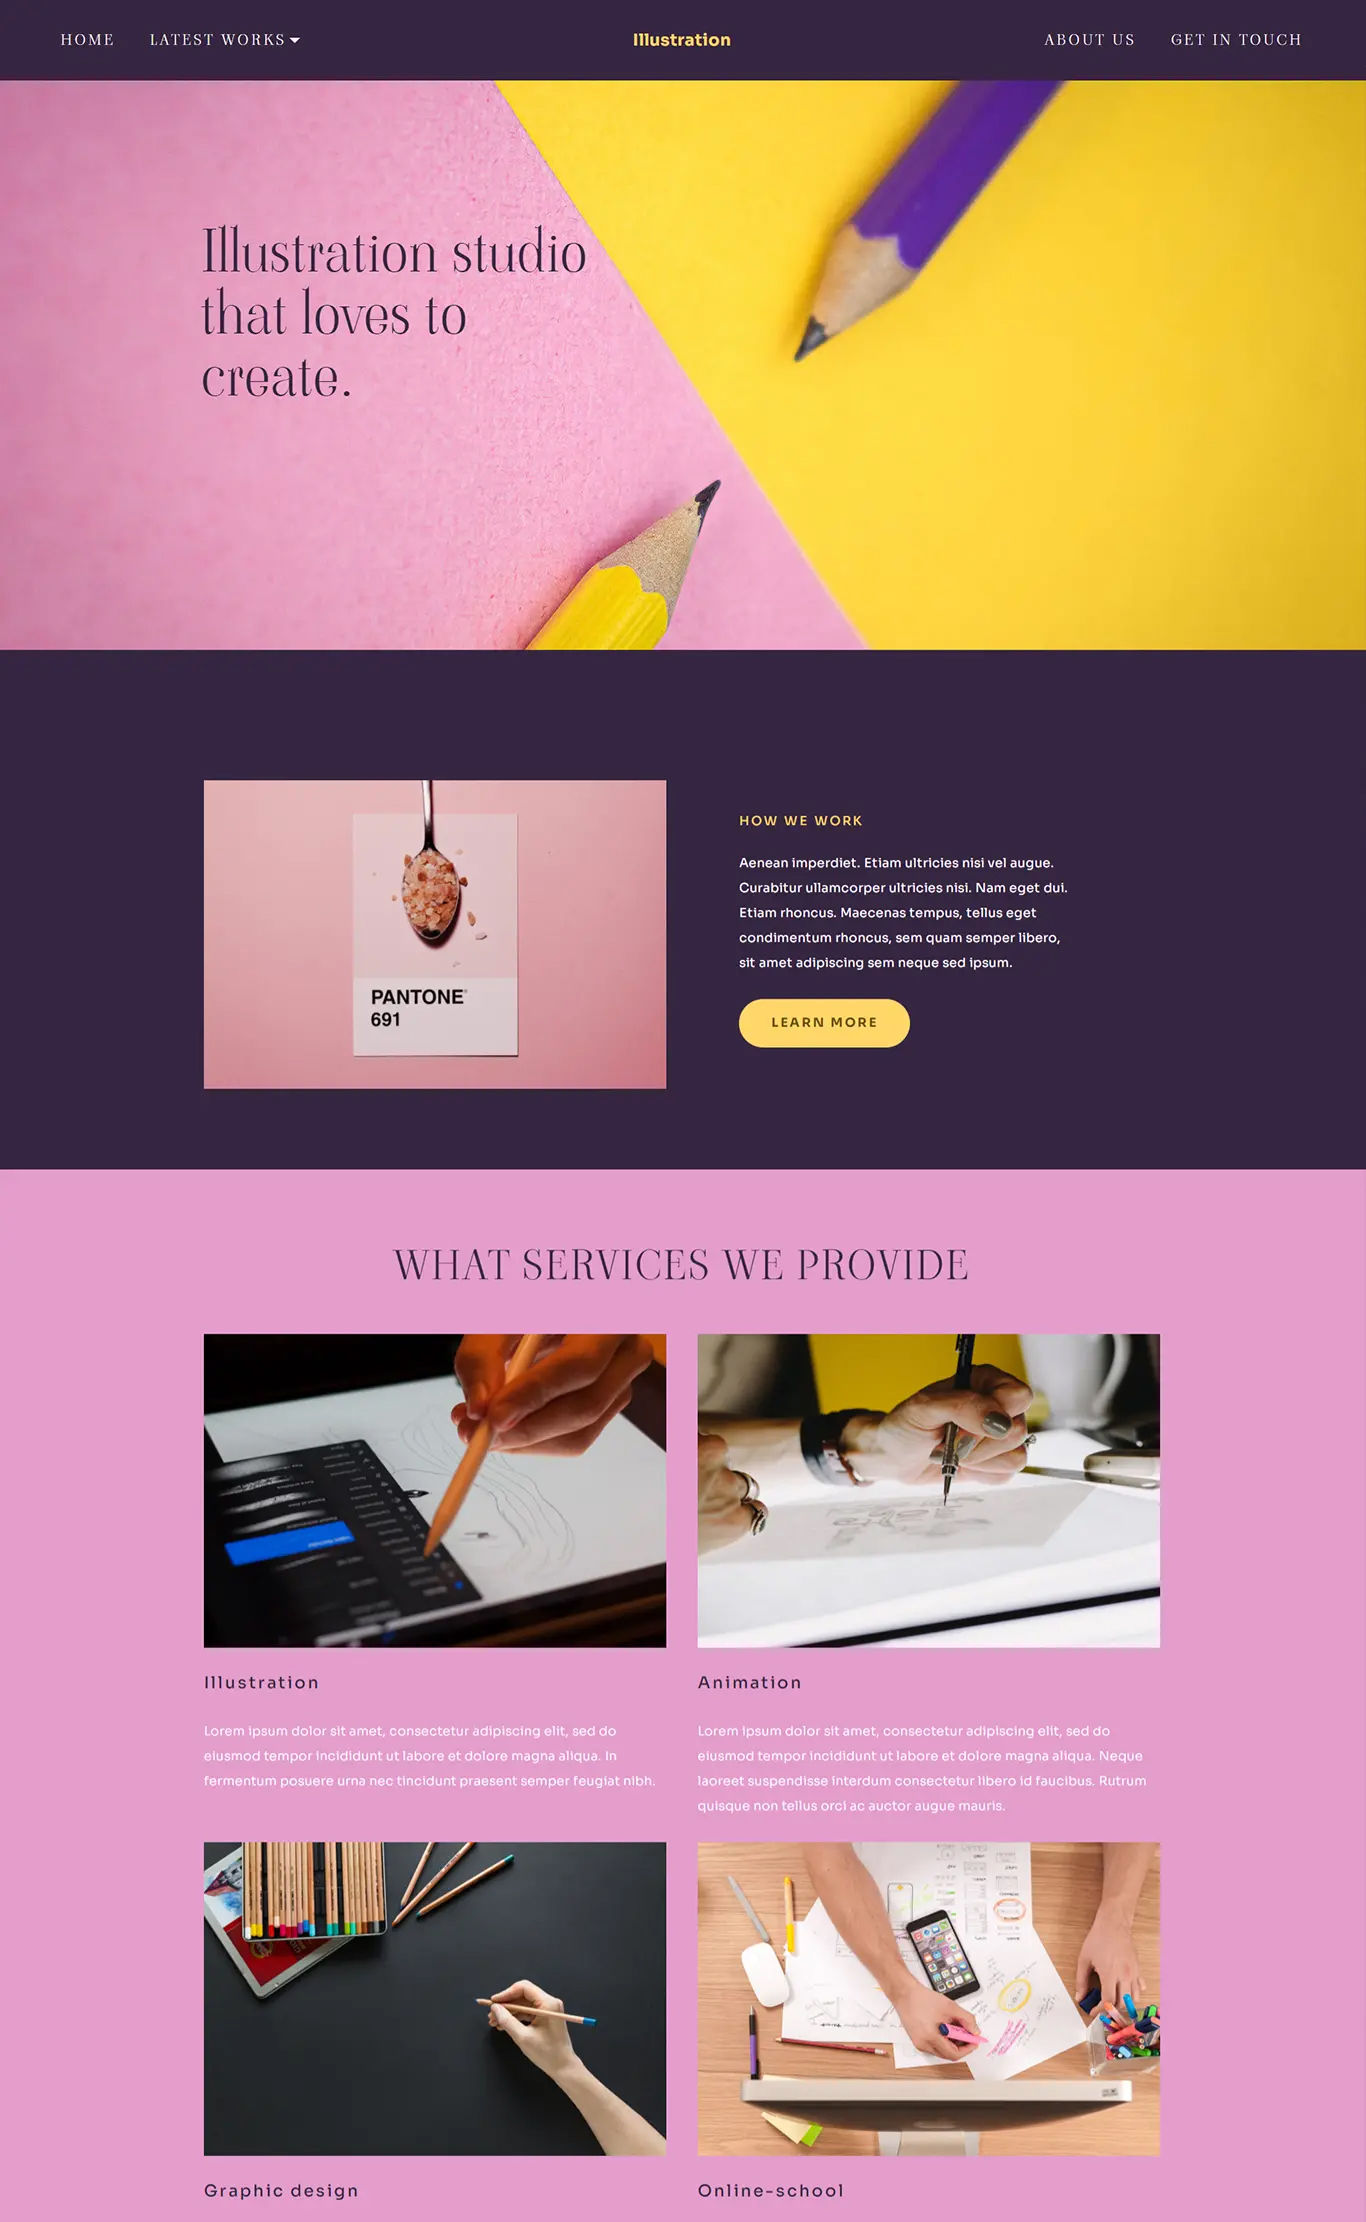 HOME LATEST WORKS Illustration ABOUT US GET IN TOUCH
Illustration studio
that loves to
create.
PANTONE®
691
HOW WE WORK
Aenean imperdiet. Etiam ultricies nisi vel augue.
Curabitur ullamcorper ultricies nisi. Nam eget dui.
Etiam rhoncus. Maecenas tempus, tellus eget
condimentum rhoncus, sem quam semper libero,
sit amet adipiscing sem neque sed ipsum.
LEARN MORE
WHAT SERVICES WE PROVIDE
Illustration
Lorem ipsum dolor sit amet, consectetur adipiscing elit, sed do
eiusmod tempor incididunt ut labore et dolore magna aliqua. In
fermentum posuere urna nec tincidunt praesent semper feugiat nibh.
Animation
Lorem ipsum dolor sit amet, consectetur adipiscing elit, sed do
eiusmod tempor incididunt ut labore et dolore magna aliqua. Neque
laoreet suspendisse interdum consectetur libero id faucibus. Rutrum
quisque non tellus orci ac auctor augue mauris.
Graphic design
Online-school